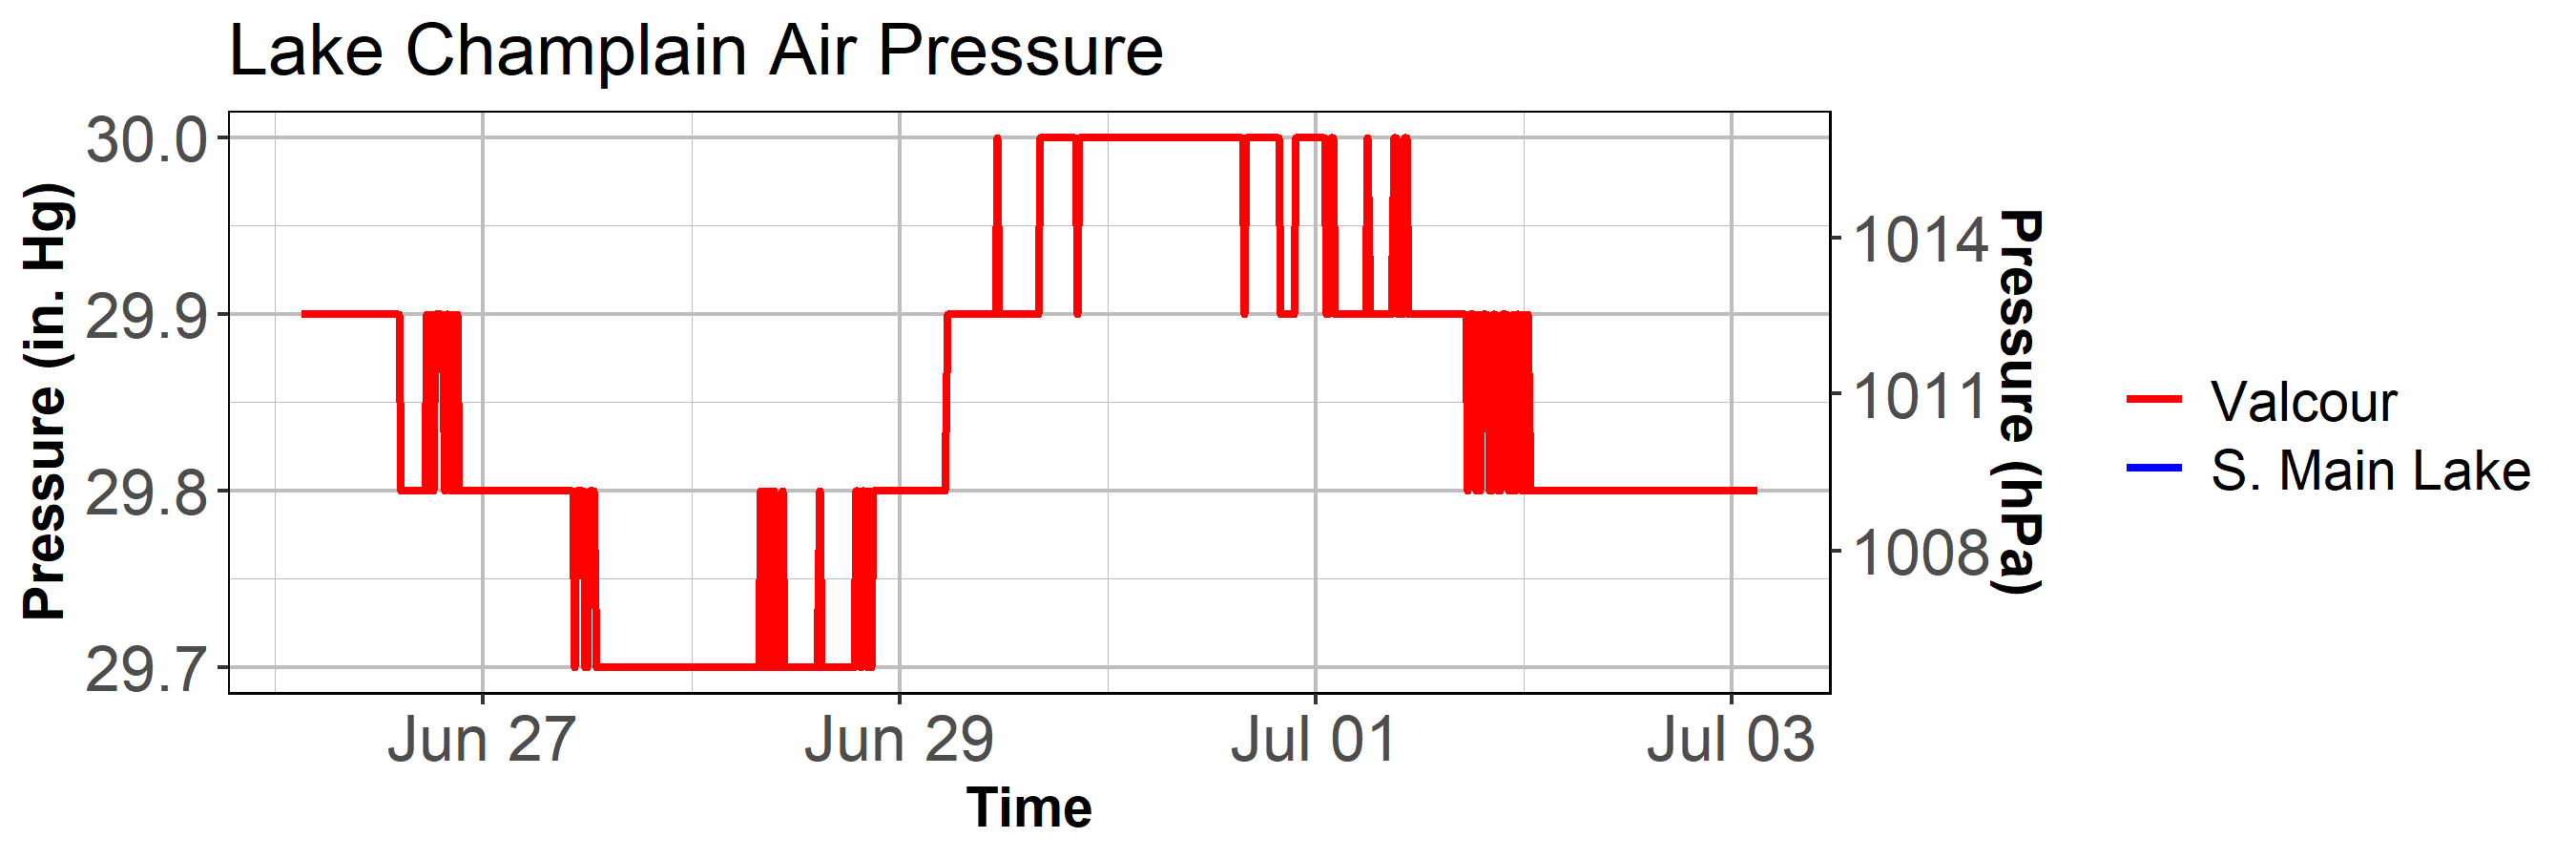 Lake Champlain Air Pressure
Pressure (in. Hg)
30.0
29.9
29.8
29.7
1014
1011
1008
Pressure (hPa)
Jun 27
Jun 29
Jul 01
Jul 03
Time
Valcour
S. Main Lake